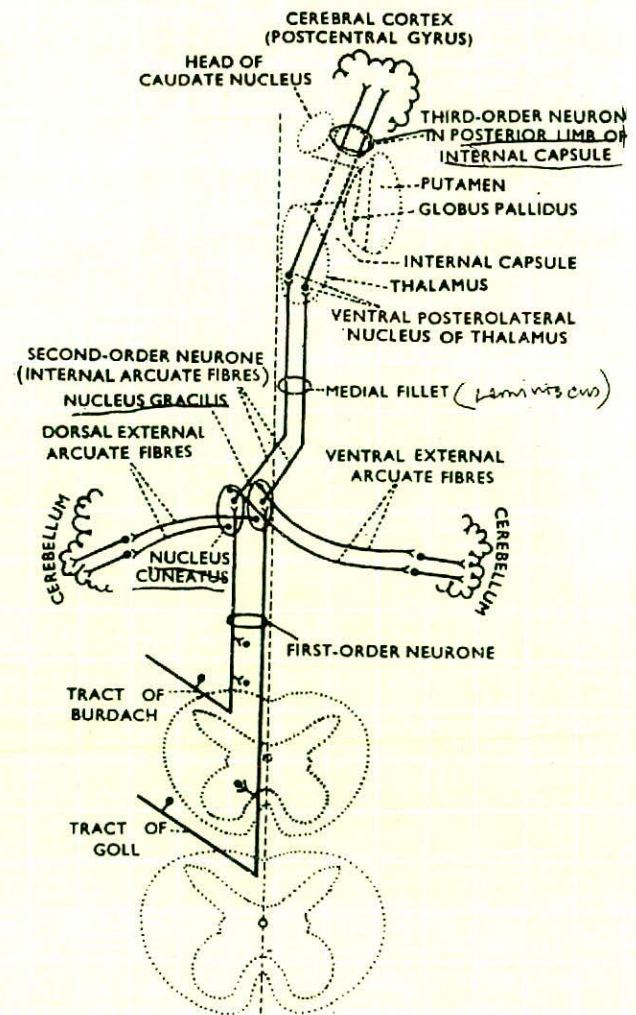 CEREBRAL CORTEX
(POSTCENTRAL GYRUS)
HEAD OF
CAUDATE NUCLEUS
THIRD-ORDER NEURON
IN POSTERIOR LIMB OF
INTERNAL CAPSULE
PUTAMEN
GLOBUS PALLIDUS
INTERNAL CAPSULE
THALAMUS
VENTRAL POSTEROLATERAL
NUCLEUS OF THALAMUS
SECOND-ORDER NEURONE
(INTERNAL ARCUATE FIBRES)
NUCLEUS GRACILIS
MEDIAL FILLET (
DORSAL EXTERNAL
ARCUATE FIBRES
VENTRAL EXTERNAL
ARCUATE FIBRES
CEREBELLUM
CEREBELLUM
NUCLEUS
CUNEATUS
FIRST-ORDER NEURONE
TRACT OF
BURDACH
TRACT OF
GOLL